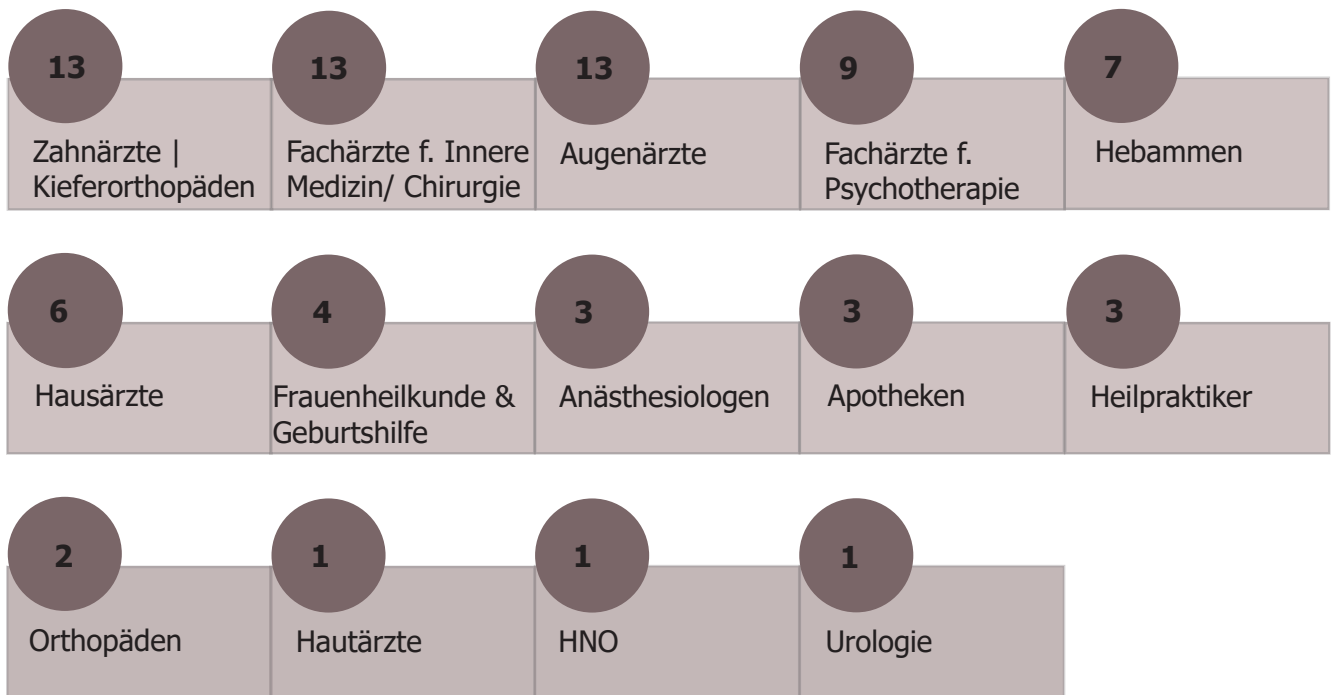 13
13
13
9
7
Zahnärzte |
Kieferorthopäden
Fachärzte f. Innere
Medizin/ Chirurgie
Augenärzte
Fachärzte f.
Psychotherapie
Hebammen
6
4
3
3
3
Hausärzte
Frauenheilkunde &
Geburtshilfe
Anästhesiologen
Apotheken
Heilpraktiker
2
1
1
1
Orthopäden
Hautärzte
HNO
Urologie